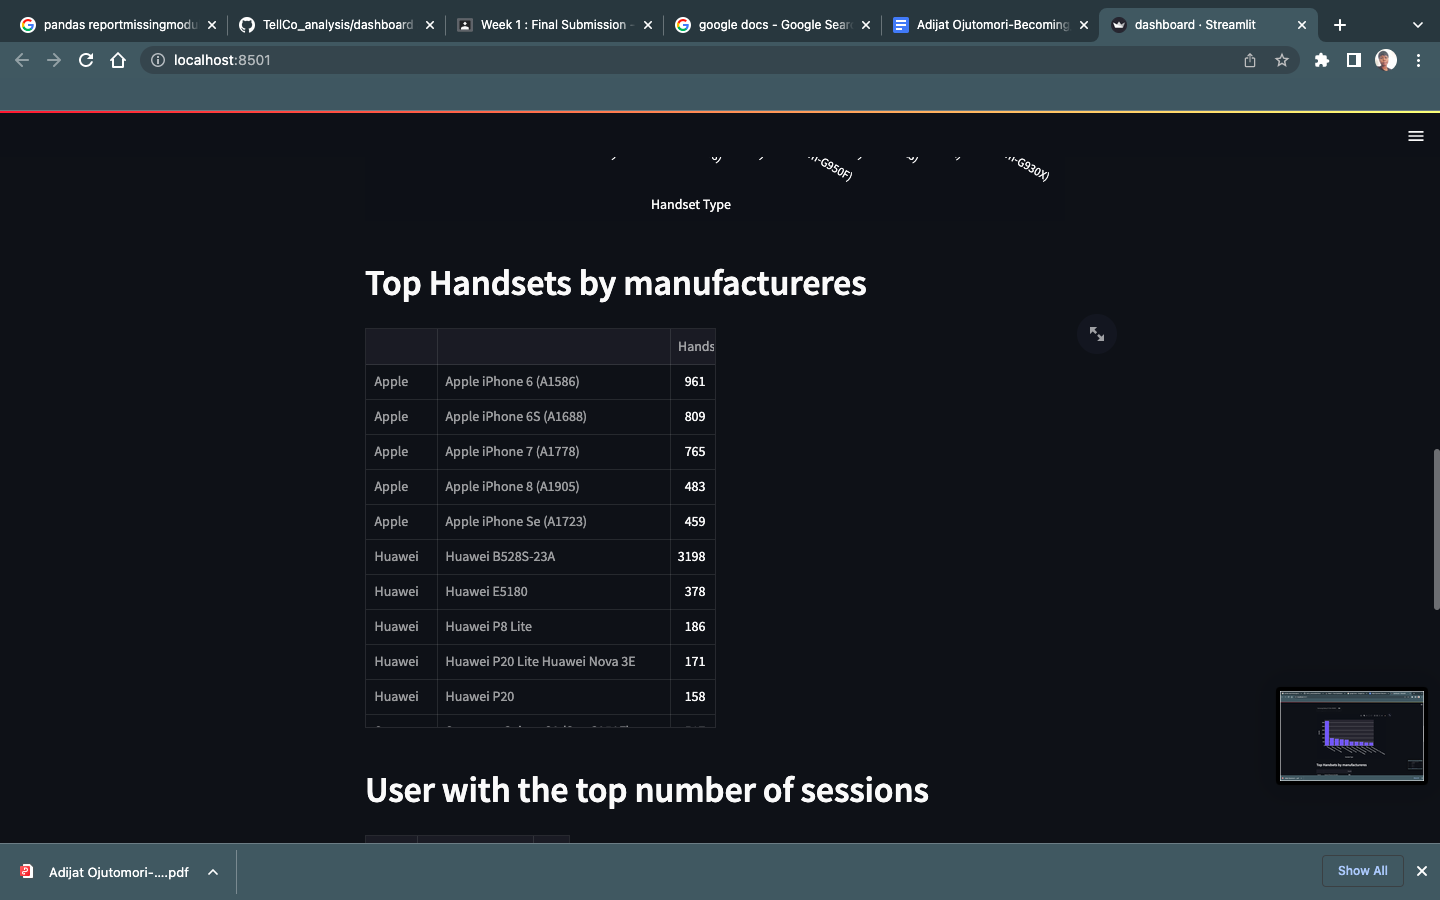 pandas reportmissingmodu
TellCo_analysis/dashboard
Week 1 : Final Submission -
google docs - Google Sear
Adijat Ojutomori-Becoming
dashboard · Streamlit
localhost:8501
m-G950F)
m-G930X)
Handset Type
Top Handsets by manufactureres
Hands
Apple Apple iPhone 6 (A1586) 961
Apple Apple iPhone 6S (A1688) 809
Apple Apple iPhone 7 (A1778) 765
Apple Apple iPhone 8 (A1905) 483
Apple Apple iPhone Se (A1723) 459
Huawei Huawei B528S-23A 3198
Huawei Huawei E5180 378
Huawei Huawei P8 Lite 186
Huawei Huawei P20 Lite Huawei Nova 3E 171
Huawei Huawei P20 158
Top Handsets by manufactureres
User with the top number of sessions
Adijat Ojutomori-....pdf
Show All